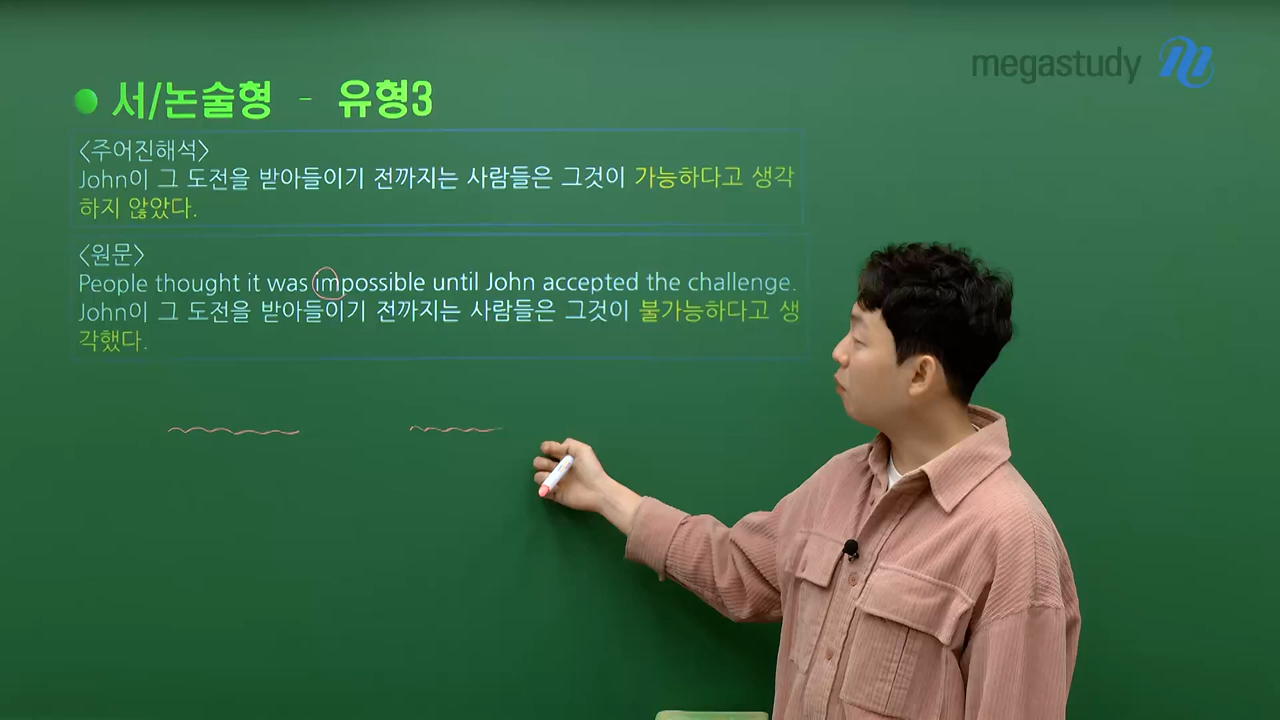 megastudy
서/논술형 - 유형3
<주어진해석>
John이 그 도전을 받아들이기 전까지는 사람들은 그것이 가능하다고 생각
하지 않았다.
<원문>
People thought it was impossible until John accepted the challenge.
John이 그 도전을 받아들이기 전까지는 사람들은 그것이 불가능하다고 생
각했다.